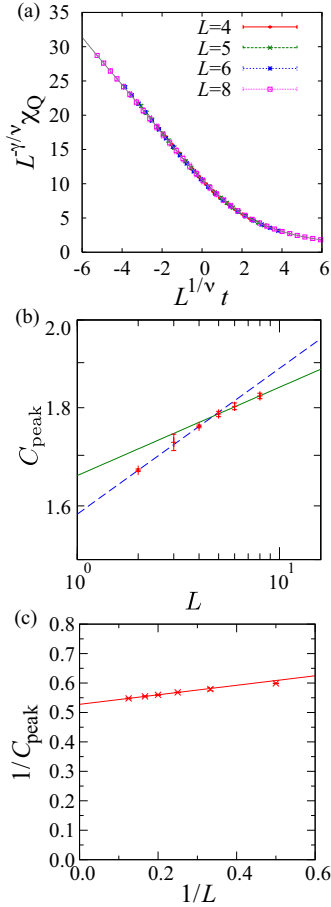 (a)
L=4
L=5
L=6
L=8
35
30
25
20
15
10
5
0
L^{-γ/ν}χ_Q
-6 -4 -2 0 2 4 6
L^{1/ν} t
(b)
2.0
1.8
1.6
C_peak
10^0 10^1
L
(c)
0.8
0.7
0.6
0.5
0.4
0.3
0.2
0.1
0.0
1/C_peak
0.0 0.2 0.4 0.6
1/L